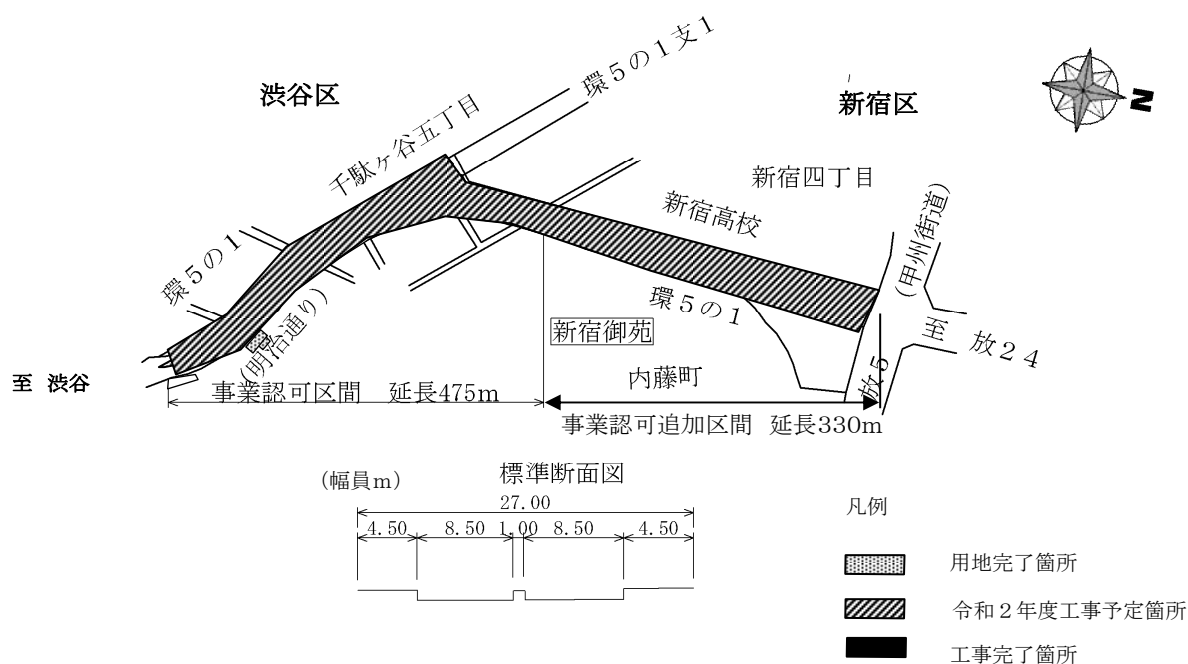 渋谷区
環５の１支１
新宿区
N
千駄ヶ谷五丁目
新宿四丁目
新宿高校
(甲州街道)
環５の１
環５の１
(明治通り)
新宿御苑
至 放２４
放５
至 渋谷
内藤町
事業認可区間 延長475m
事業認可追加区間 延長330m
(幅員m) 標準断面図
27.00
4.50 8.50 1.00 8.50 4.50
凡例
用地完了箇所
令和２年度工事予定箇所
工事完了箇所